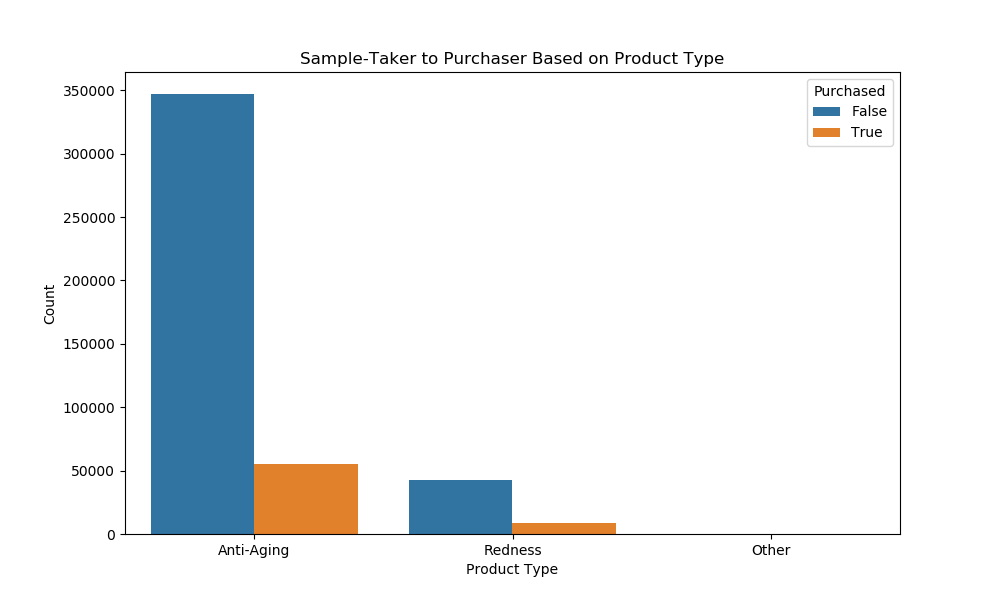 Sample-Taker to Purchaser Based on Product Type
Purchased
False
True
350000
300000
250000
200000
150000
100000
50000
0
Count
Anti-Aging
Redness
Other
Product Type